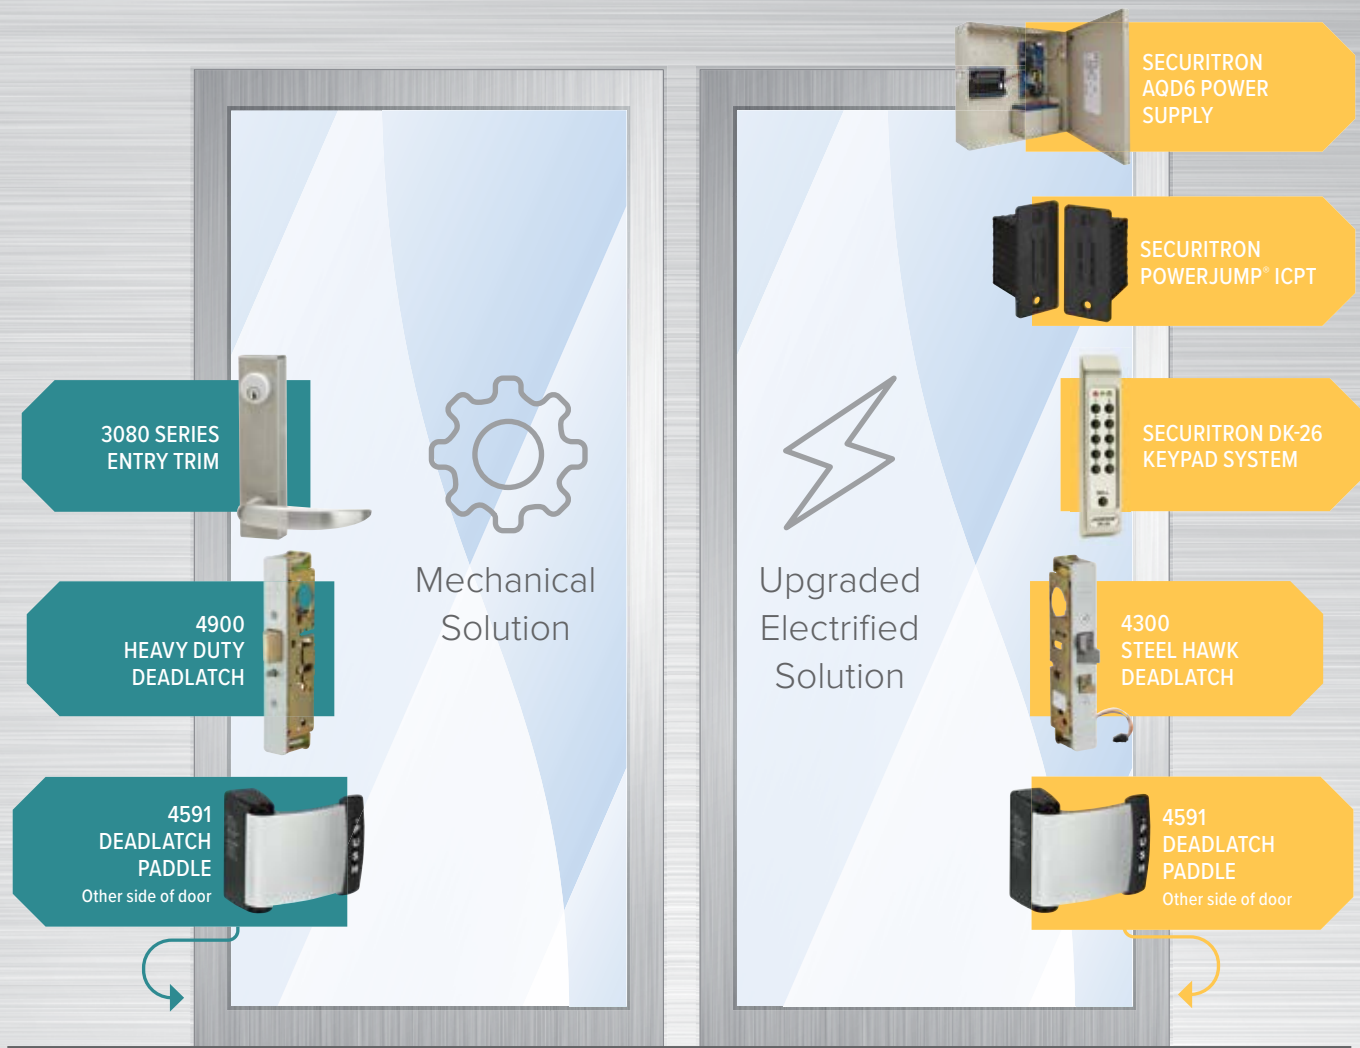 SECURITRON
AQD6 POWER
SUPPLY
SECURITRON
POWERJUMP® ICPT
3080 SERIES
ENTRY TRIM
SECURITRON DK-26
KEYPAD SYSTEM
Mechanical
Solution
Upgraded
Electrified
Solution
4900
HEAVY DUTY
DEADLATCH
4300
STEEL HAWK
DEADLATCH
4591
DEADLATCH
PADDLE
Other side of door
PUSH
4591
DEADLATCH
PADDLE
Other side of door
PUSH